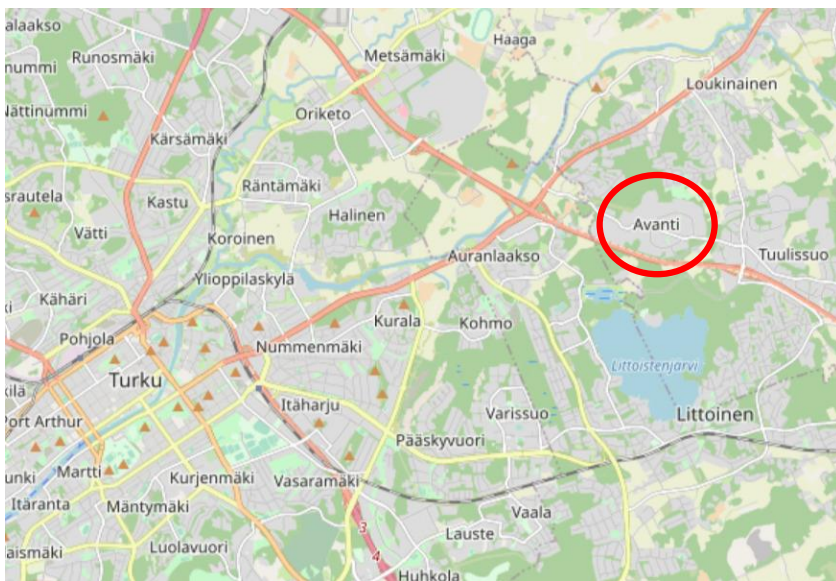 alaakso
Runosmäki
Metsämäki
Haaga
nummi
Loukinainen
Nättinummi
Oriketo
Kärsämäki
Räntämäki
srautela
Kastu
Halinen
Avanti
Vätti
Koroinen
Auranlaakso
Tuulissuo
Ylioppilaskylä
Kähäri
Kurala
Kohmo
Pohjola
Nummenmäki
Littoistenjärvi
Turku
kilä
Itäharju
Varissuo
Littoinen
Port Arthur
Pääskyvuori
unki
Martti
Kurjenmäki
Vasaramäki
Itäranta
Mäntymäki
Vaala
3
Lauste
aismäki
Luolavuori
4
Huhkola